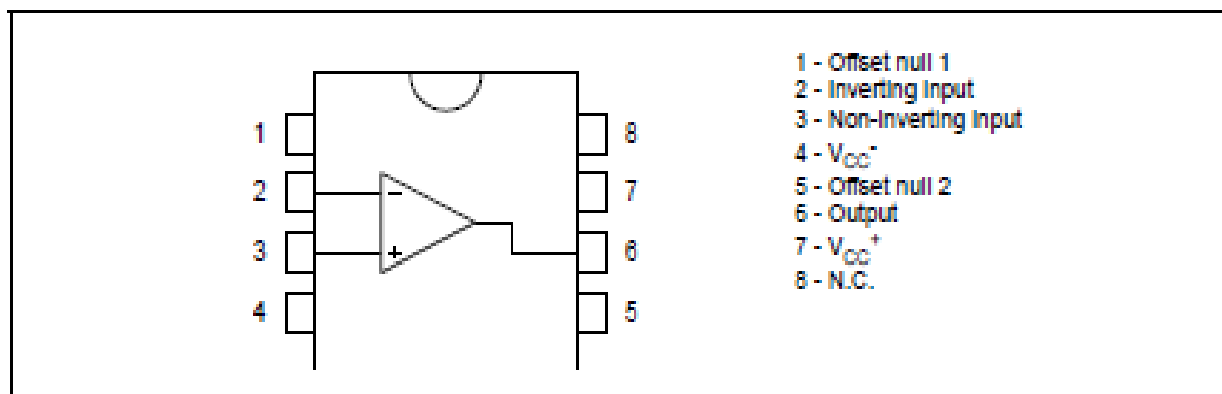 1
2
3
4
8
7
6
5
−
+
1 - Offset null 1
2 - Inverting input
3 - Non-inverting input
4 - VCC-
5 - Offset null 2
6 - Output
7 - VCC+
8 - N.C.